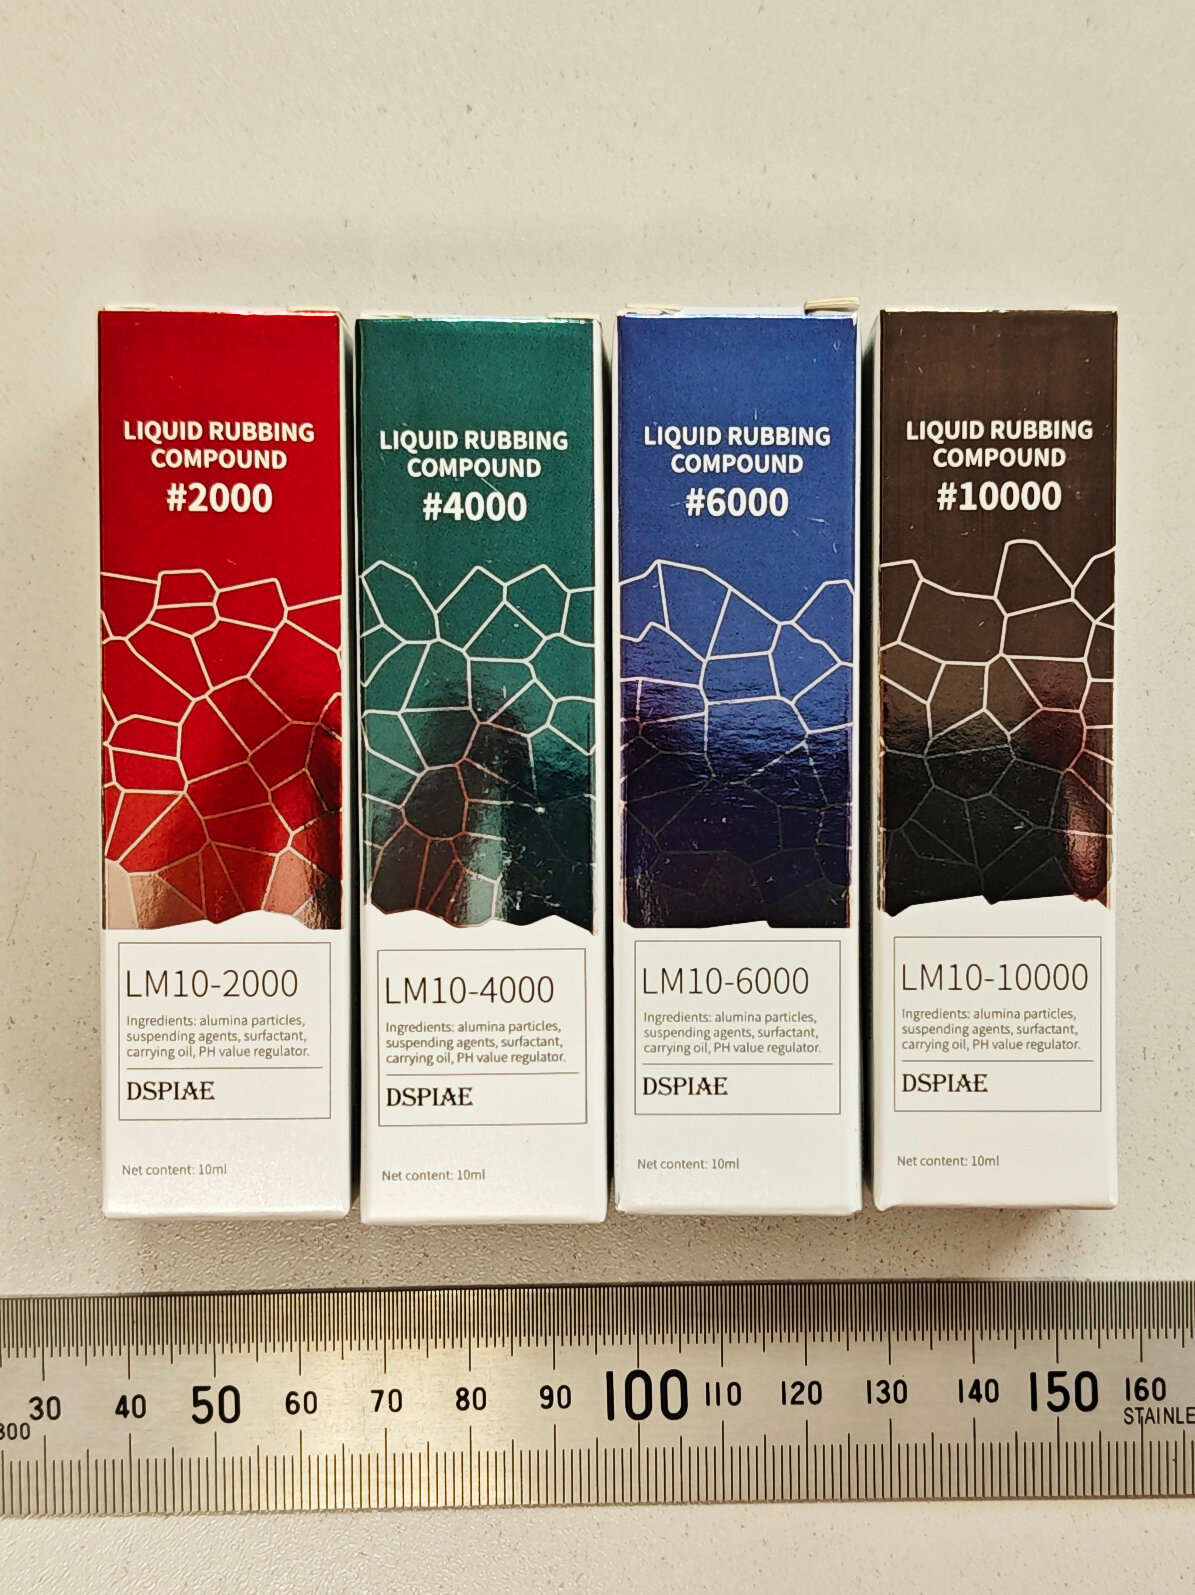 LIQUID RUBBING
COMPOUND
#2000
LM10-2000
Ingredients: alumina particles,
suspending agents, surfactant,
carrying oil, PH value regulator.
DSPIAE
Net content: 10ml
LIQUID RUBBING
COMPOUND
#4000
LM10-4000
Ingredients: alumina particles,
suspending agents, surfactant,
carrying oil, PH value regulator.
DSPIAE
Net content: 10ml
LIQUID RUBBING
COMPOUND
#6000
LM10-6000
Ingredients: alumina particles,
suspending agents, surfactant,
carrying oil, PH value regulator.
DSPIAE
Net content: 10ml
LIQUID RUBBING
COMPOUND
#10000
LM10-10000
Ingredients: alumina particles,
suspending agents, surfactant,
carrying oil, PH value regulator.
DSPIAE
Net content: 10ml
30 40 50 60 70 80 90 100 110 120 130 140 150 160
300 STAINLE